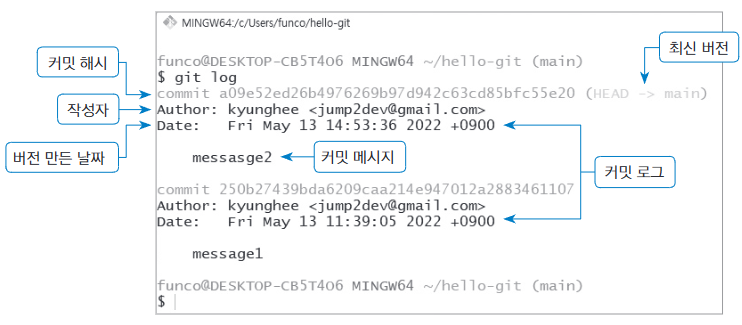 MINGW64:/c/Users/funco/hello-git
최신 버전
funco@DESKTOP-CB5T4O6 MINGW64 ~/hello-git (main)
커밋 해시
$ git log
commit a09e52ed26b4976269b97d942c63cd85bfc55e20 (HEAD -> main)
작성자
Author: kyunghee <jump2dev@gmail.com>
Date: Fri May 13 14:53:36 2022 +0900
버전 만든 날짜
messasge2
커밋 메시지
커밋 로그
commit 250b27439bda6209caa214e947012a2883461107
Author: kyunghee <jump2dev@gmail.com>
Date: Fri May 13 11:39:05 2022 +0900
message1
funco@DESKTOP-CB5T4O6 MINGW64 ~/hello-git (main)
$